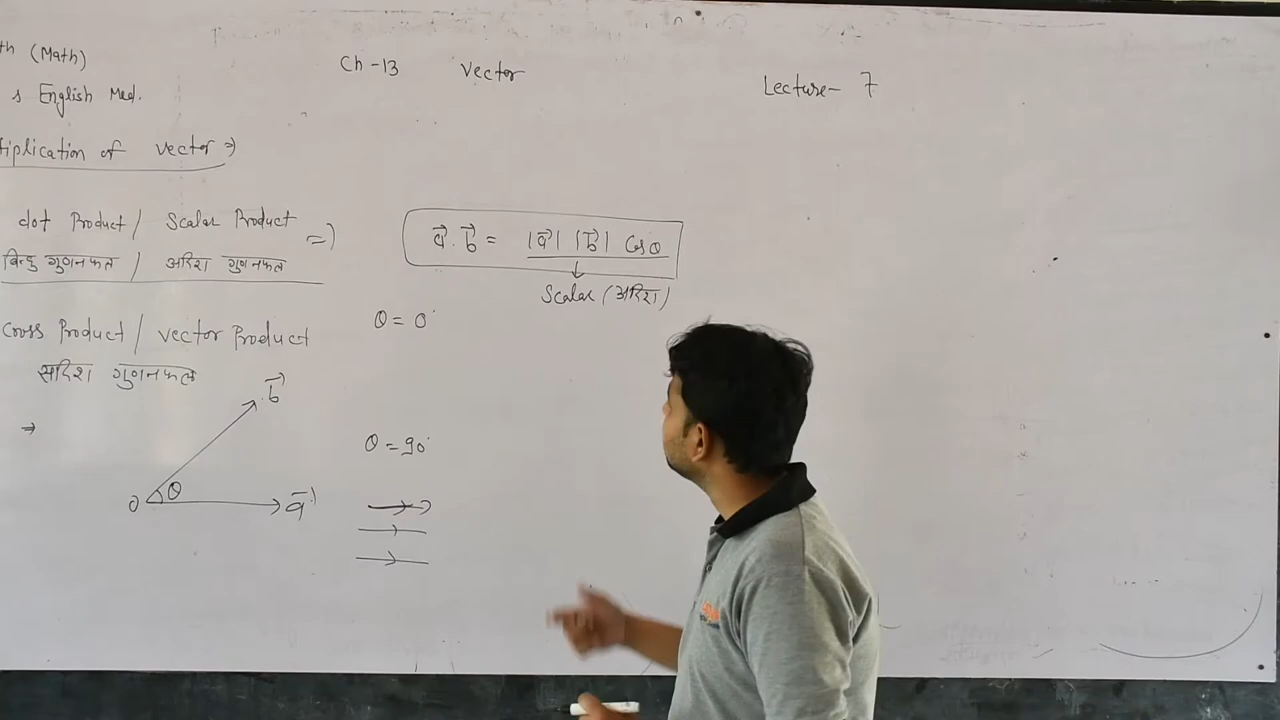 th (Math)
Ch-13 Vector
Lecture- 7
s English Med.
tiplication of vector ⇒
dot Product / Scalar Product ⇒
बिन्दु गुणनफल / अदिश गुणनफल
a⃗ . b⃗ = |a⃗| |b⃗| Cosθ
Scalar (अदिश)
Cross Product / vector Product
सदिश गुणनफल
θ = 0°
⇒
b⃗
θ = 90°
O θ a⃗